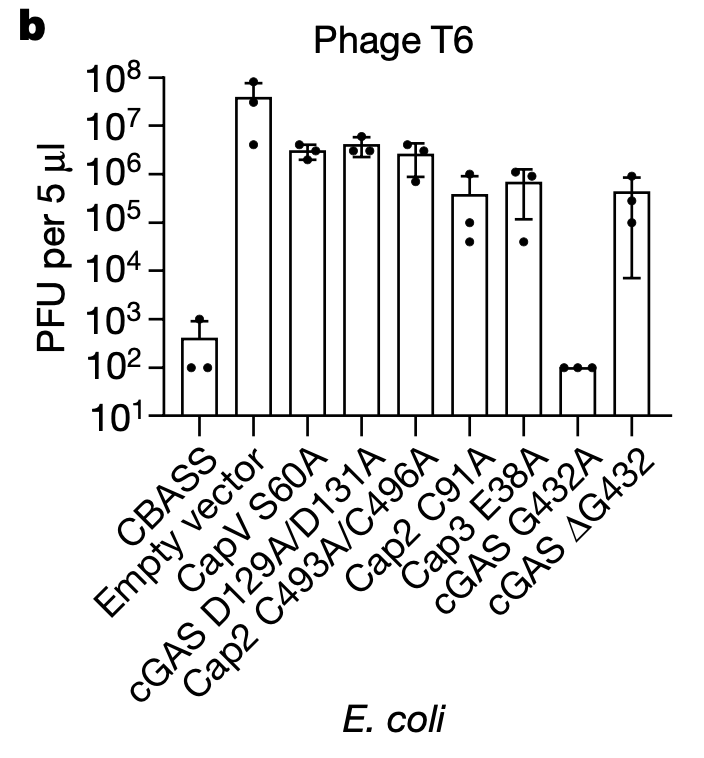 b
Phage T6
PFU per 5 μl
10⁸
10⁷
10⁶
10⁵
10⁴
10³
10²
10¹
CBASS
Empty vector
CapV S60A
cGAS D129A/D131A
Cap2 C493A/C496A
Cap2 C91A
Cap3 E38A
cGAS G432A
cGAS ΔG432
E. coli